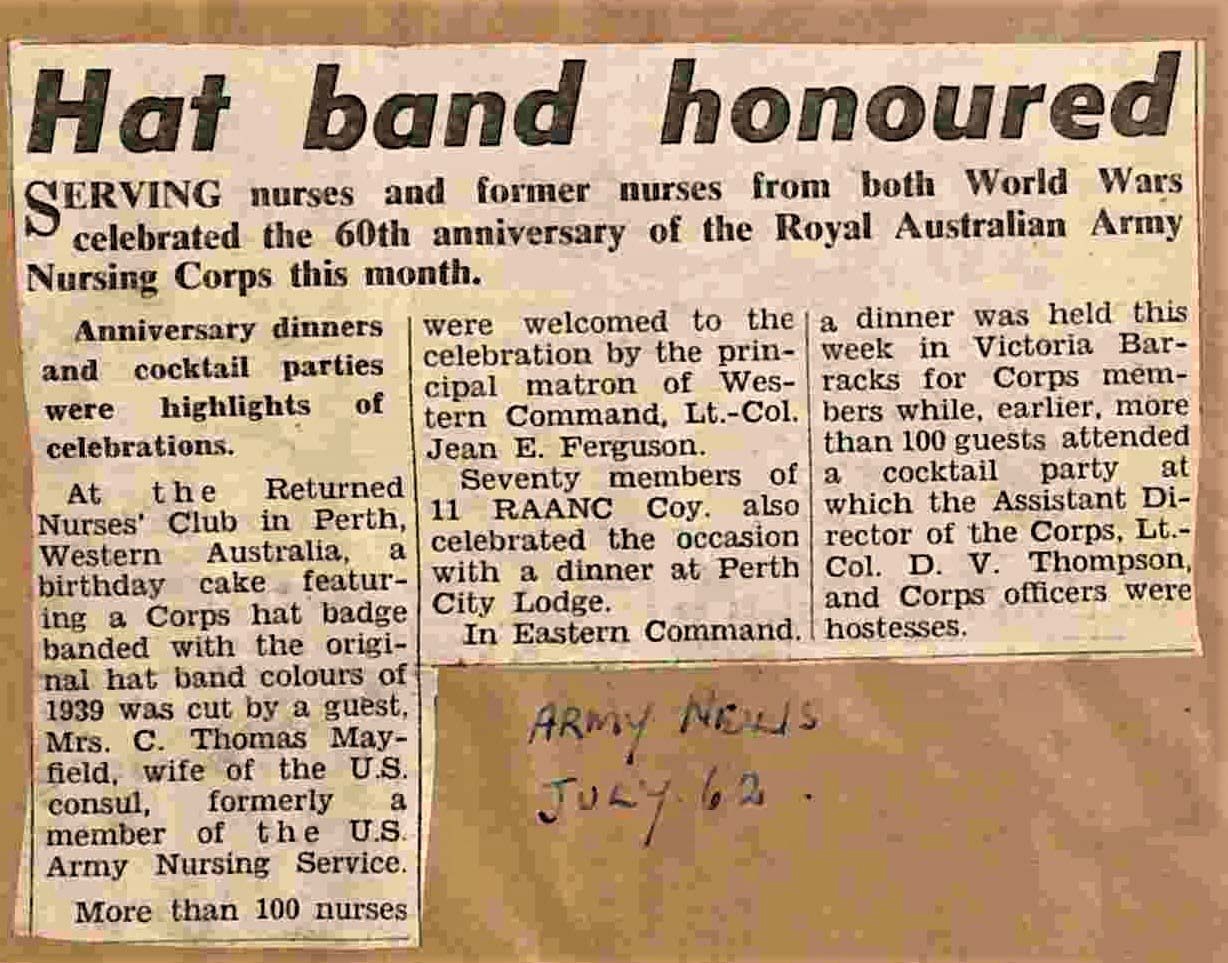 Hat band honoured
SERVING nurses and former nurses from both World Wars
celebrated the 60th anniversary of the Royal Australian Army
Nursing Corps this month.
Anniversary dinners
and cocktail parties
were highlights of
celebrations.
At the Returned
Nurses' Club in Perth,
Western Australia, a
birthday cake featur-
ing a Corps hat badge
banded with the origi-
nal hat band colours of
1939 was cut by a guest,
Mrs. C. Thomas May-
field, wife of the U.S.
consul, formerly a
member of the U.S.
Army Nursing Service.
More than 100 nurses
were welcomed to the
celebration by the prin-
cipal matron of Wes-
tern Command, Lt.-Col.
Jean E. Ferguson.
Seventy members of
11 RAANC Coy. also
celebrated the occasion
with a dinner at Perth
City Lodge.
In Eastern Command,
a dinner was held this
week in Victoria Bar-
racks for Corps mem-
bers while, earlier, more
than 100 guests attended
a cocktail party at
which the Assistant Di-
rector of the Corps, Lt.-
Col. D. V. Thompson,
and Corps officers were
hostesses.
ARMY NEWS
JULY. 62.